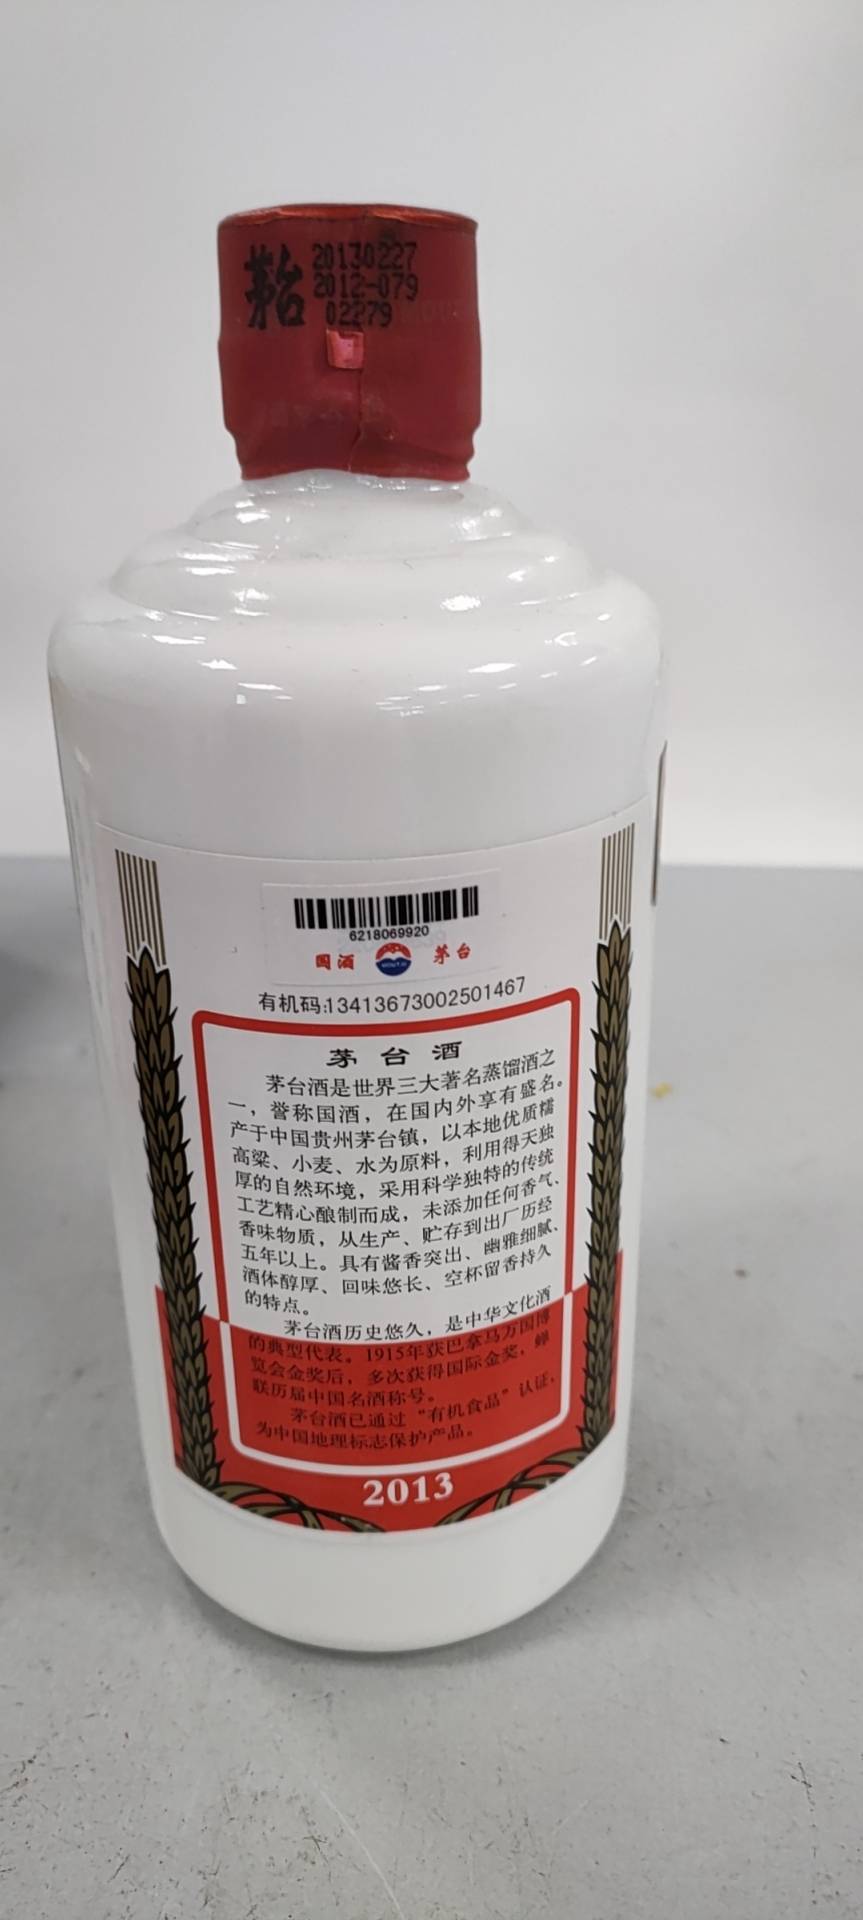 茅台
20130227
2012-079
02279
6218069920
国酒 MOUTAI 茅台
有机码:13413673002501467
茅台酒
茅台酒是世界三大著名蒸馏酒之
一，誉称国酒，在国内外享有盛名。
产于中国贵州茅台镇，以本地优质糯
高粱、小麦、水为原料，利用得天独
厚的自然环境，采用科学独特的传统
工艺精心酿制而成，未添加任何香气、
香味物质，从生产、贮存到出厂历经
五年以上。具有酱香突出、幽雅细腻、
酒体醇厚、回味悠长、空杯留香持久
的特点。
茅台酒历史悠久，是中华文化酒
的典型代表。1915年获巴拿马万国博
览会金奖后，多次获得国际金奖，蝉
联历届中国名酒称号。
茅台酒已通过“有机食品”认证，
为中国地理标志保护产品。
2013